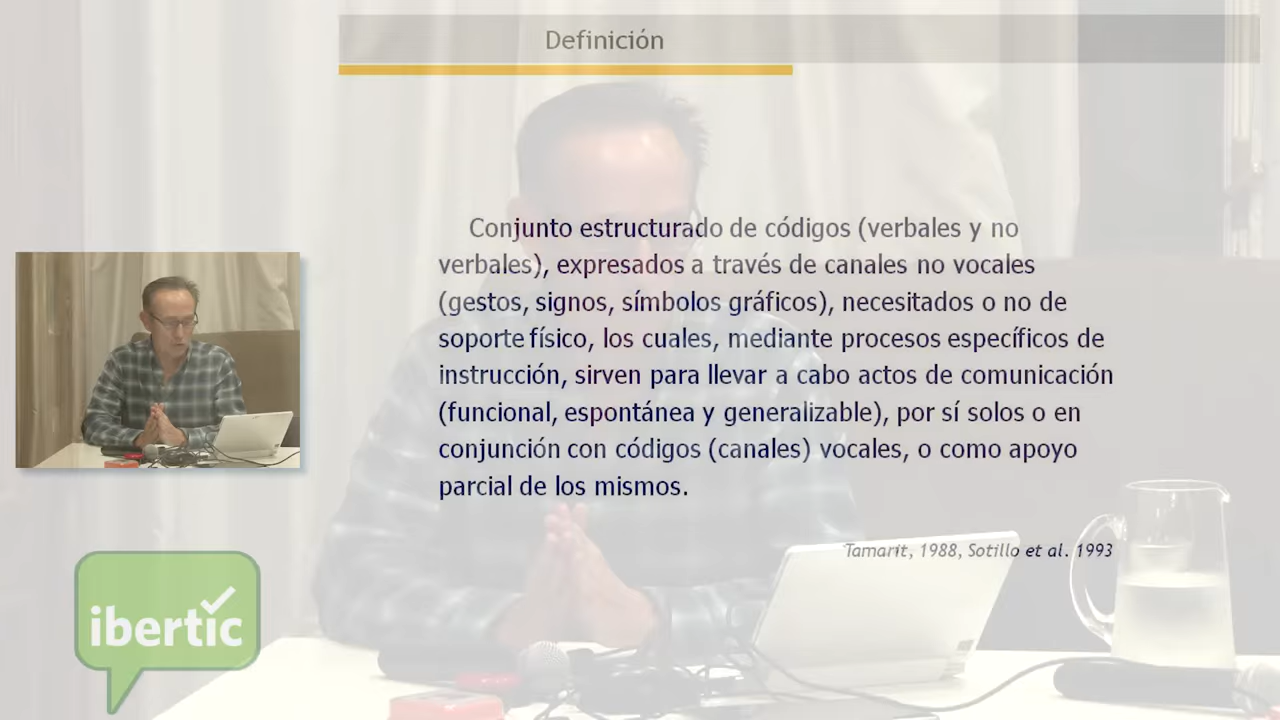 Definición
Conjunto estructurado de códigos (verbales y no
verbales), expresados a través de canales no vocales
(gestos, signos, símbolos gráficos), necesitados o no de
soporte físico, los cuales, mediante procesos específicos de
instrucción, sirven para llevar a cabo actos de comunicación
(funcional, espontánea y generalizable), por sí solos o en
conjunción con códigos (canales) vocales, o como apoyo
parcial de los mismos.
Tamarit, 1988, Sotillo et al. 1993
ibertic